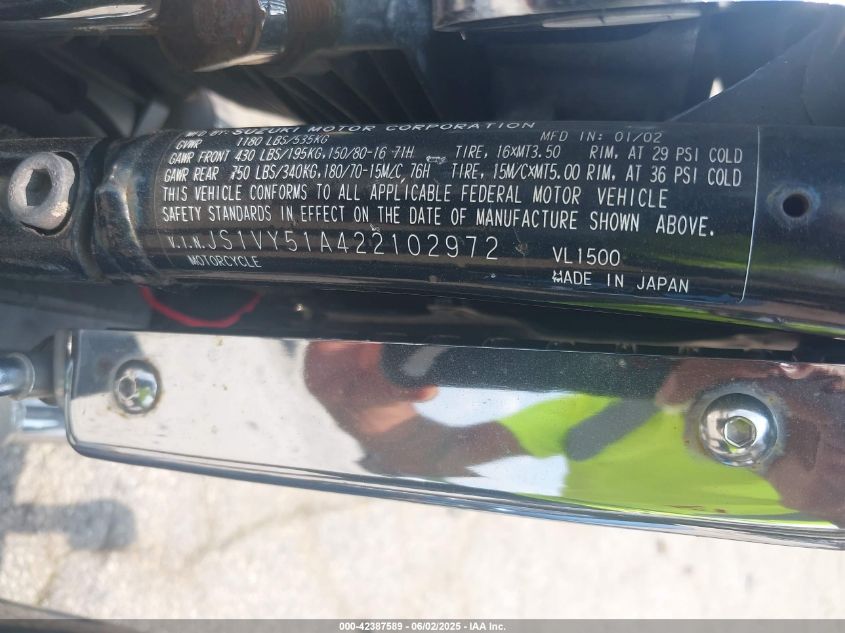 MFD BY: SUZUKI MOTOR CORPORATION MFD IN: 01/02
GVWR 1180 LBS/535KG
GAWR FRONT 430 LBS/195KG, 150/80-16 71H TIRE, 16XMT3.50 RIM, AT 29 PSI COLD
GAWR REAR 750 LBS/340KG, 180/70-15M/C, 76H TIRE, 15M/CXMT5.00 RIM, AT 36 PSI COLD
THIS VEHICLE CONFORMS TO ALL APPLICABLE FEDERAL MOTOR VEHICLE
SAFETY STANDARDS IN EFFECT ON THE DATE OF MANUFACTURE SHOWN ABOVE.
V.I.N. JS1VY51A422102972 VL1500
MOTORCYCLE MADE IN JAPAN
000-42387589 - 06/02/2025 - IAA Inc.